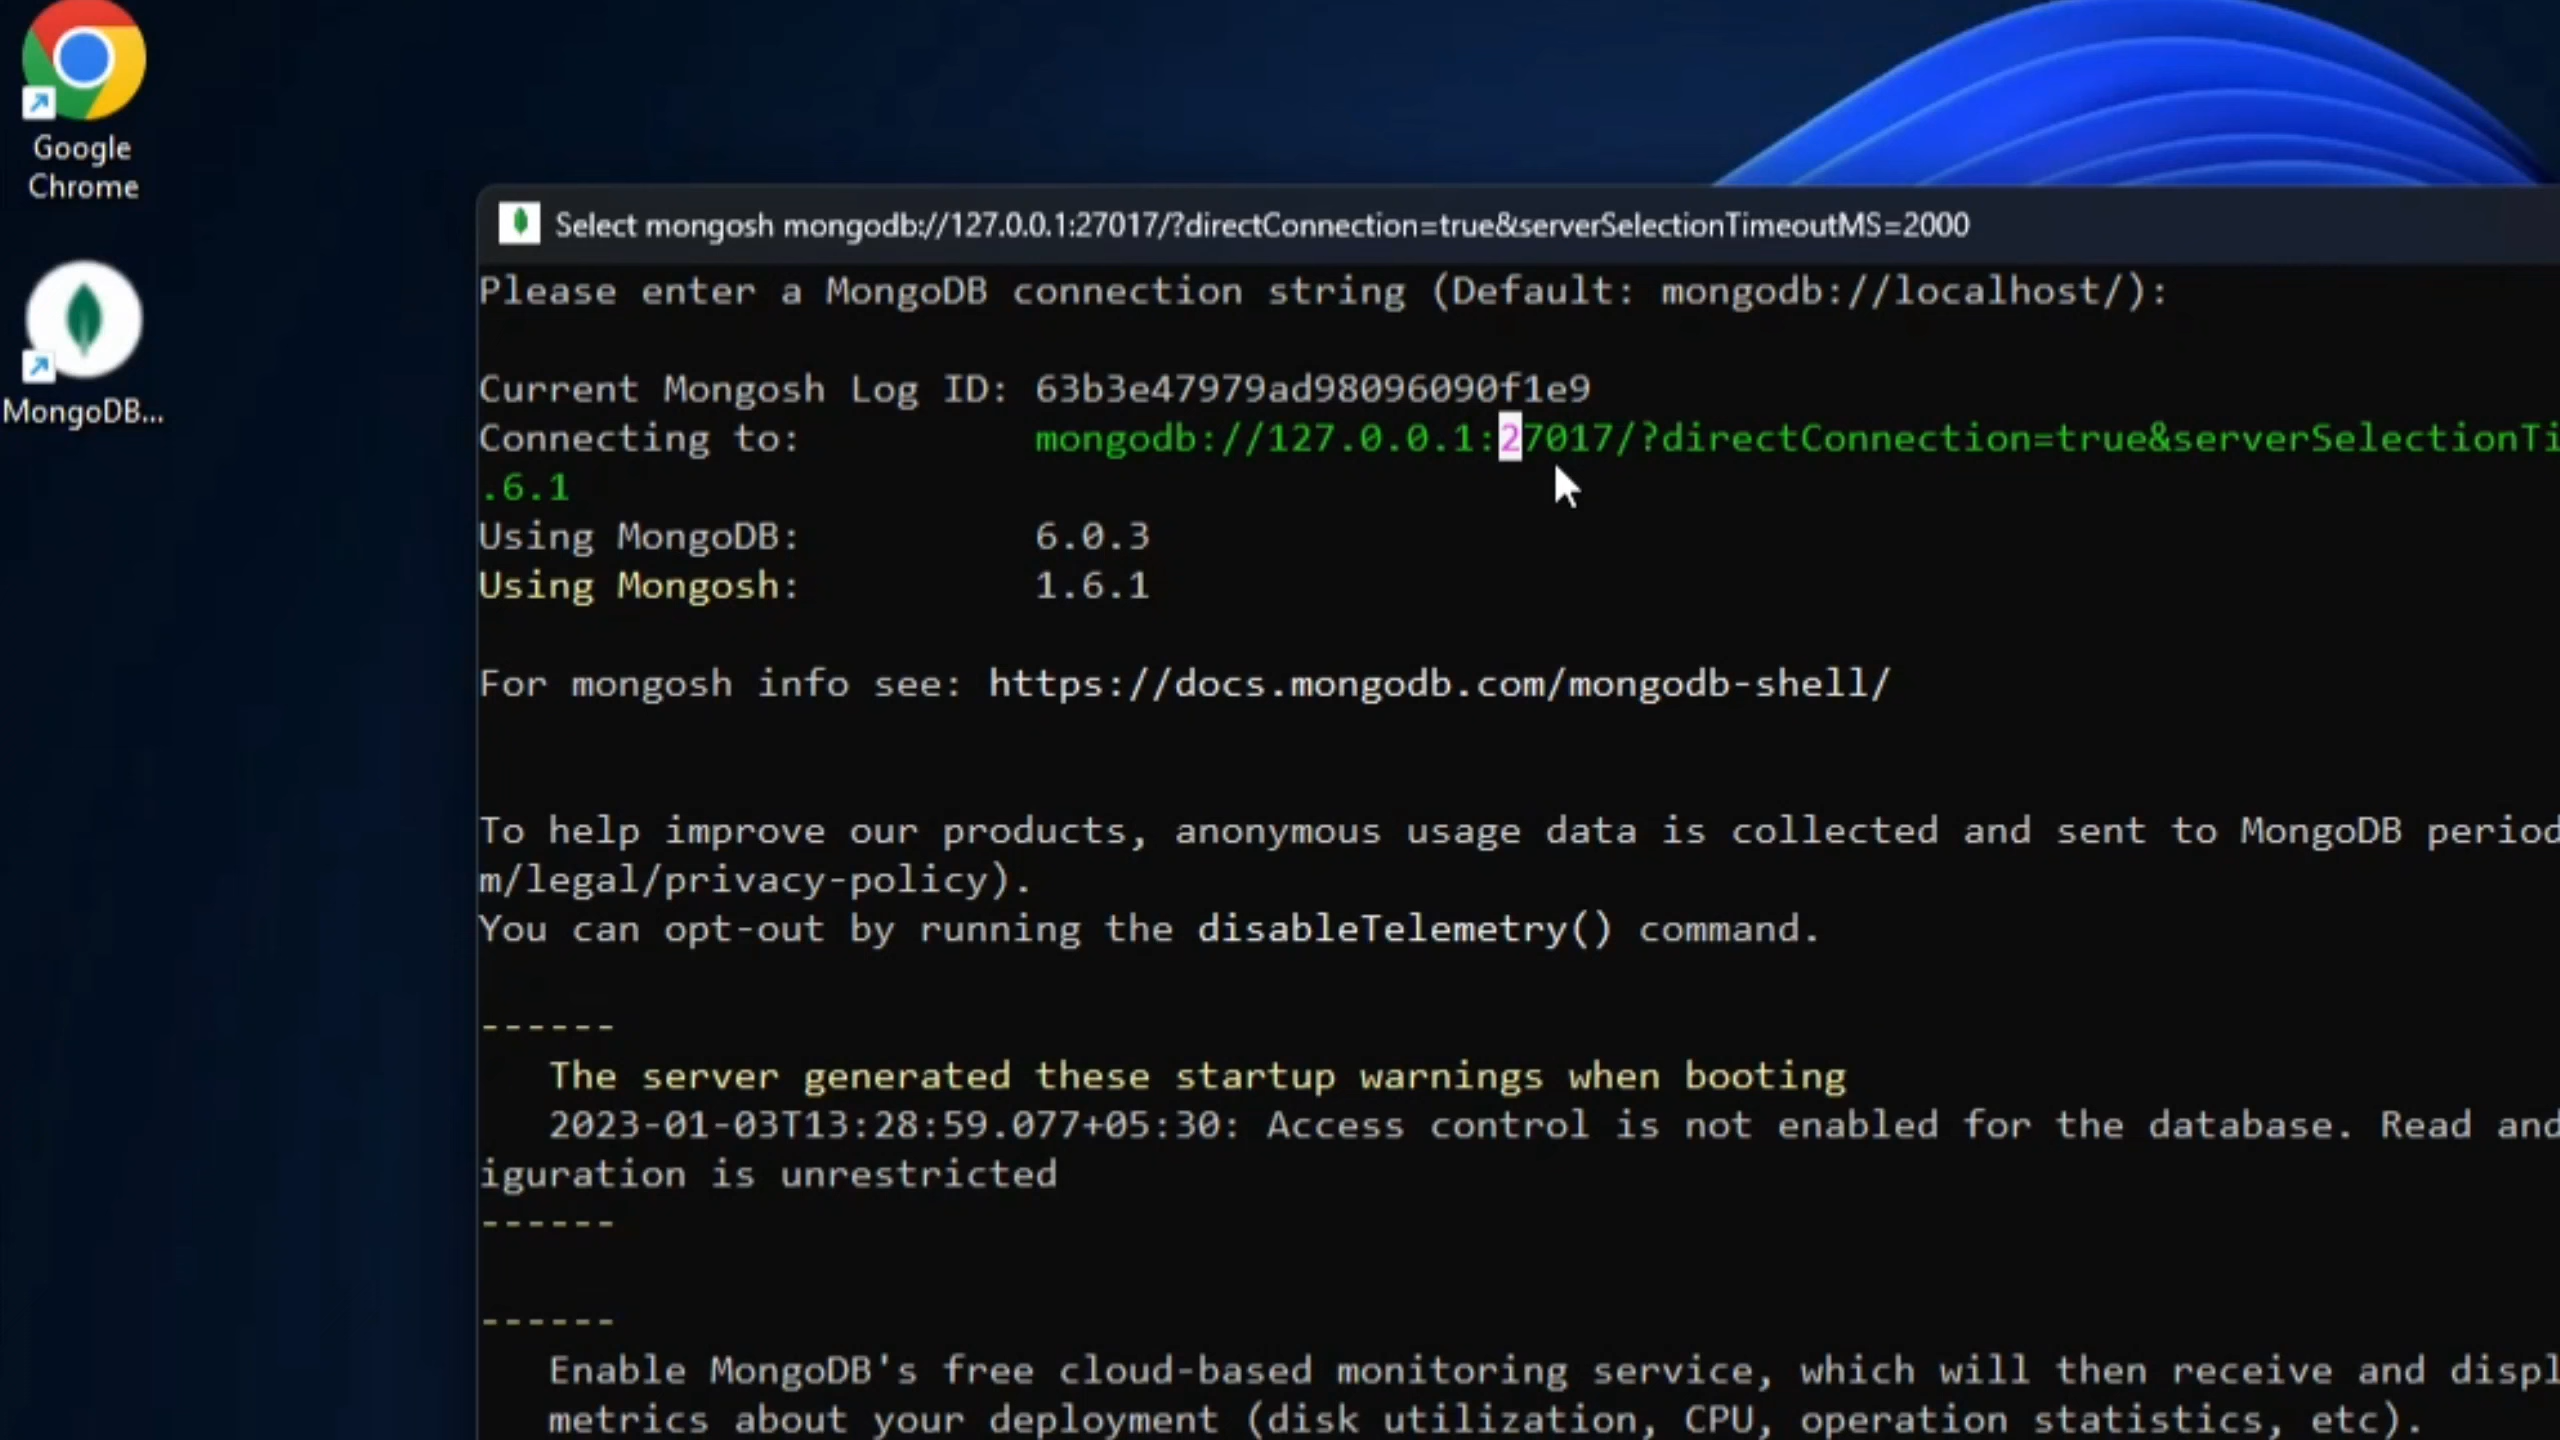 Google
Chrome
MongoDB...
Select mongosh mongodb://127.0.0.1:27017/?directConnection=true&serverSelectionTimeoutMS=2000
Please enter a MongoDB connection string (Default: mongodb://localhost/):
Current Mongosh Log ID: 63b3e47979ad98096090f1e9
Connecting to: mongodb://127.0.0.1:27017/?directConnection=true&serverSelectionTi
.6.1
Using MongoDB: 6.0.3
Using Mongosh: 1.6.1
For mongosh info see: https://docs.mongodb.com/mongodb-shell/
To help improve our products, anonymous usage data is collected and sent to MongoDB period
m/legal/privacy-policy).
You can opt-out by running the disableTelemetry() command.
------
The server generated these startup warnings when booting
2023-01-03T13:28:59.077+05:30: Access control is not enabled for the database. Read and
iguration is unrestricted
------
------
Enable MongoDB's free cloud-based monitoring service, which will then receive and displ
metrics about your deployment (disk utilization, CPU, operation statistics, etc).